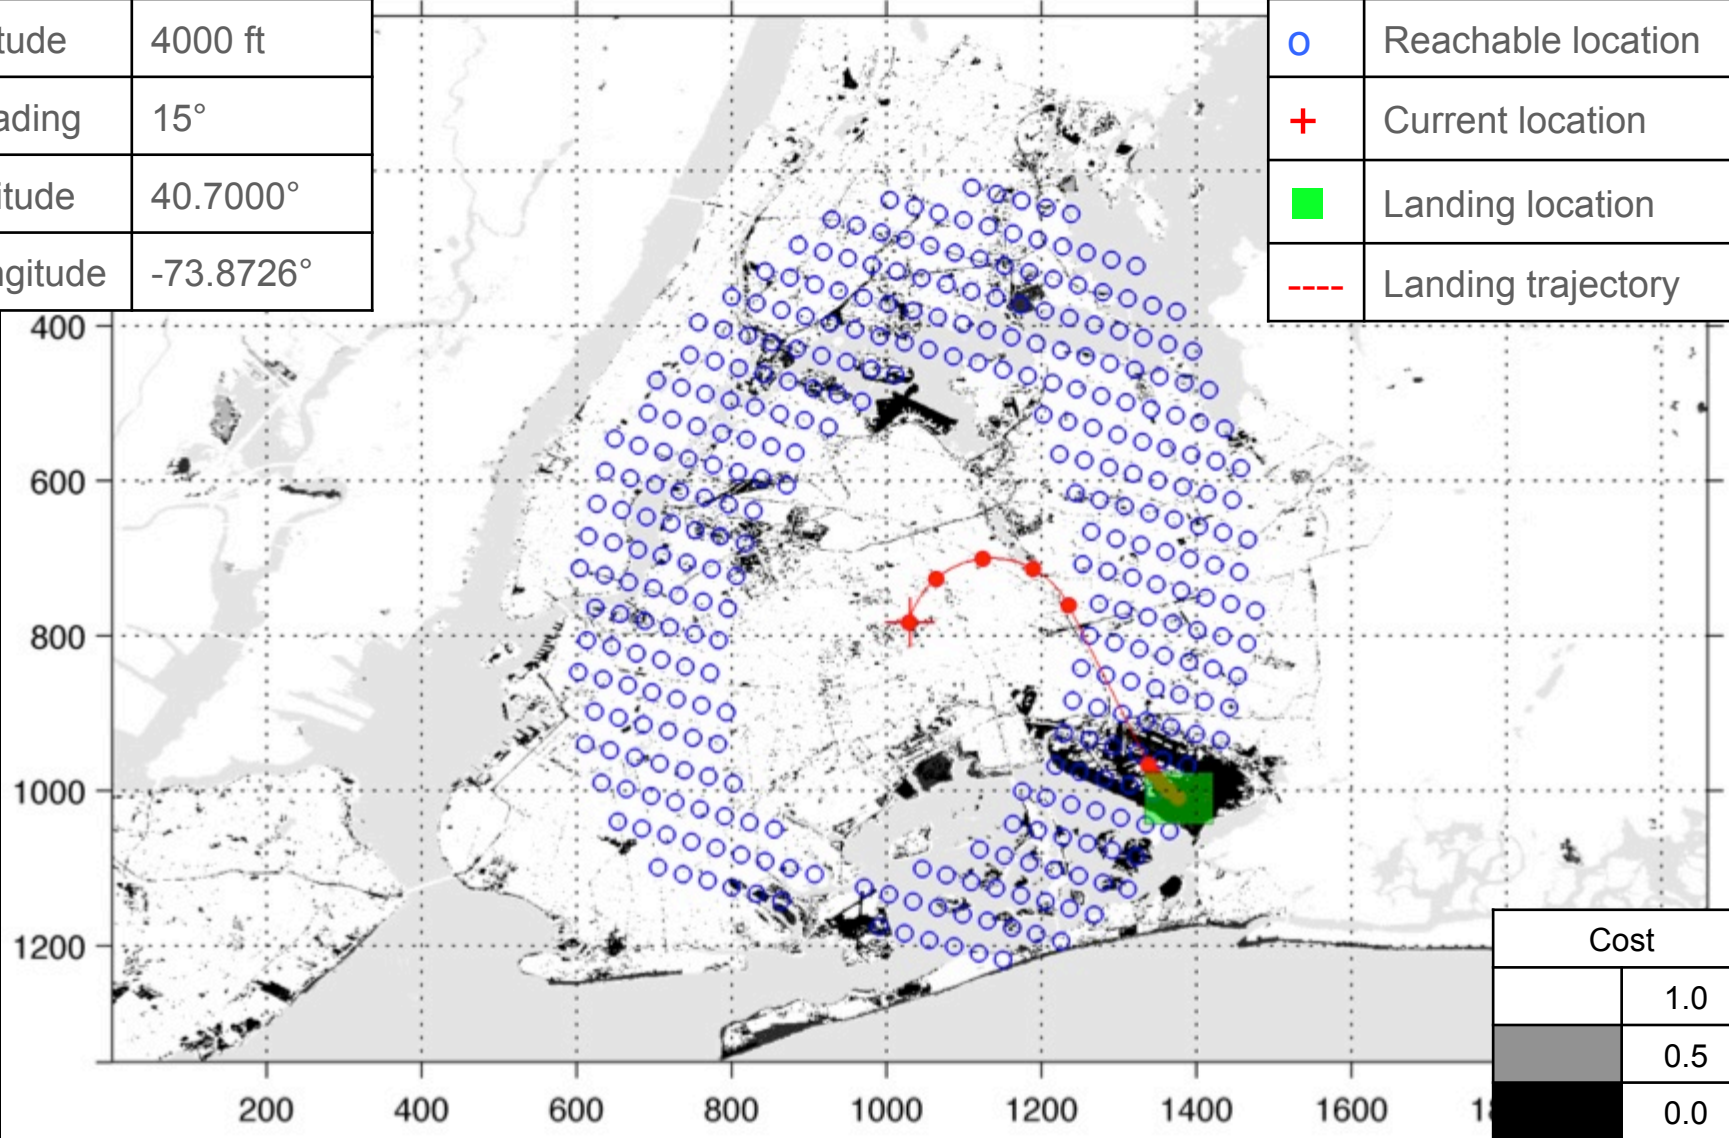 tude 4000 ft
ading 15°
itude 40.7000°
ngitude -73.8726°
o Reachable location
+ Current location
Landing location
---- Landing trajectory
400
600
800
1000
1200
200 400 600 800 1000 1200 1400 1600 18
Cost
1.0
0.5
0.0